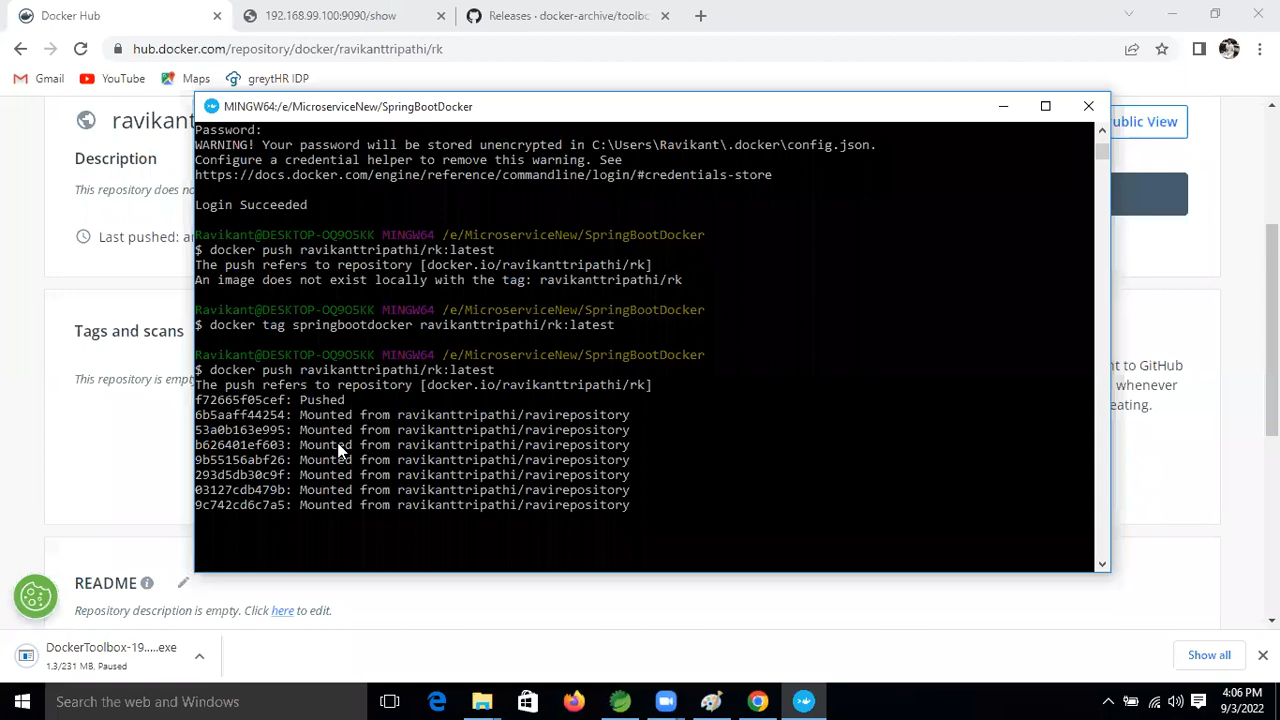 Docker Hub
192.168.99.100:9090/show
Releases · docker-archive/toolbo
hub.docker.com/repository/docker/ravikanttripathi/rk
Gmail
YouTube
Maps
greytHR IDP
MINGW64:/e/MicroserviceNew/SpringBootDocker
ravikant
ublic View
Description
This repository does no
Last pushed: a
Password:
WARNING! Your password will be stored unencrypted in C:\Users\Ravikant\.docker\config.json.
Configure a credential helper to remove this warning. See
https://docs.docker.com/engine/reference/commandline/login/#credentials-store
Login Succeeded
Ravikant@DESKTOP-OQ9O5KK MINGW64 /e/MicroserviceNew/SpringBootDocker
$ docker push ravikanttripathi/rk:latest
The push refers to repository [docker.io/ravikanttripathi/rk]
An image does not exist locally with the tag: ravikanttripathi/rk
Ravikant@DESKTOP-OQ9O5KK MINGW64 /e/MicroserviceNew/SpringBootDocker
$ docker tag springbootdocker ravikanttripathi/rk:latest
Ravikant@DESKTOP-OQ9O5KK MINGW64 /e/MicroserviceNew/SpringBootDocker
$ docker push ravikanttripathi/rk:latest
The push refers to repository [docker.io/ravikanttripathi/rk]
f72665f05cef: Pushed
6b5aaff44254: Mounted from ravikanttripathi/ravirepository
53a0b163e995: Mounted from ravikanttripathi/ravirepository
b626401ef603: Mounted from ravikanttripathi/ravirepository
9b55156abf26: Mounted from ravikanttripathi/ravirepository
293d5db30c9f: Mounted from ravikanttripathi/ravirepository
03127cdb479b: Mounted from ravikanttripathi/ravirepository
9c742cd6c7a5: Mounted from ravikanttripathi/ravirepository
Tags and scans
This repository is empty
nt to GitHub
whenever
eating.
README
Repository description is empty. Click here to edit.
DockerToolbox-19.....exe
1.3/231 MB, Paused
Show all
Search the web and Windows
4:06 PM
9/3/2022